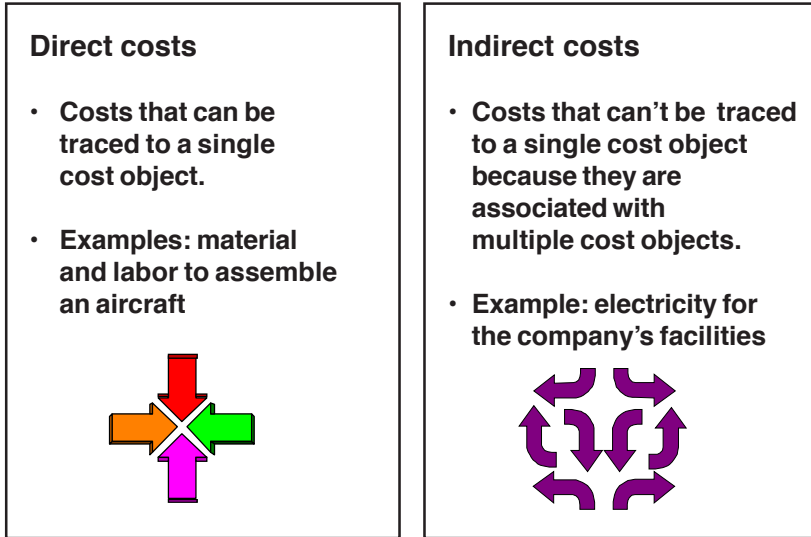 Direct costs
• Costs that can be
traced to a single
cost object.
• Examples: material
and labor to assemble
an aircraft
Indirect costs
• Costs that can’t be traced
to a single cost object
because they are
associated with
multiple cost objects.
• Example: electricity for
the company’s facilities